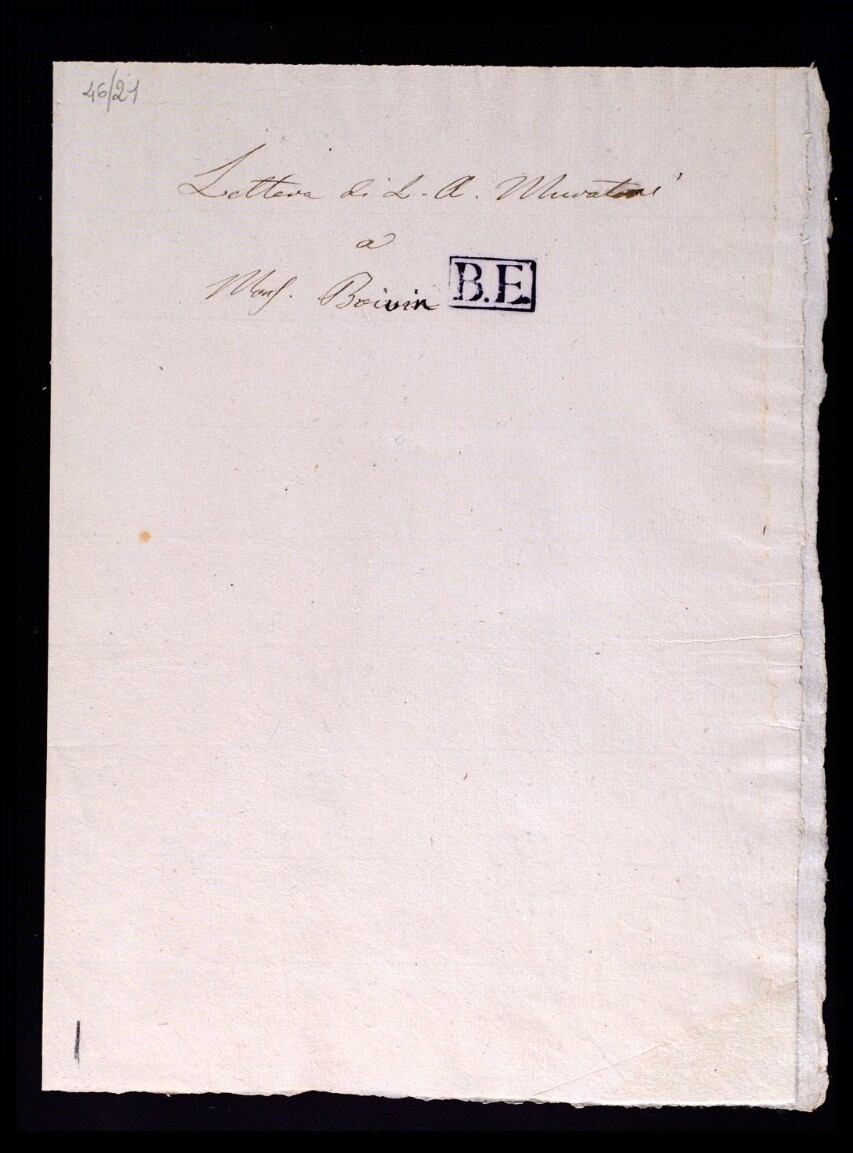 46/21
Lettera di L. A. Muratori
a
Mons. Boivin B.E.